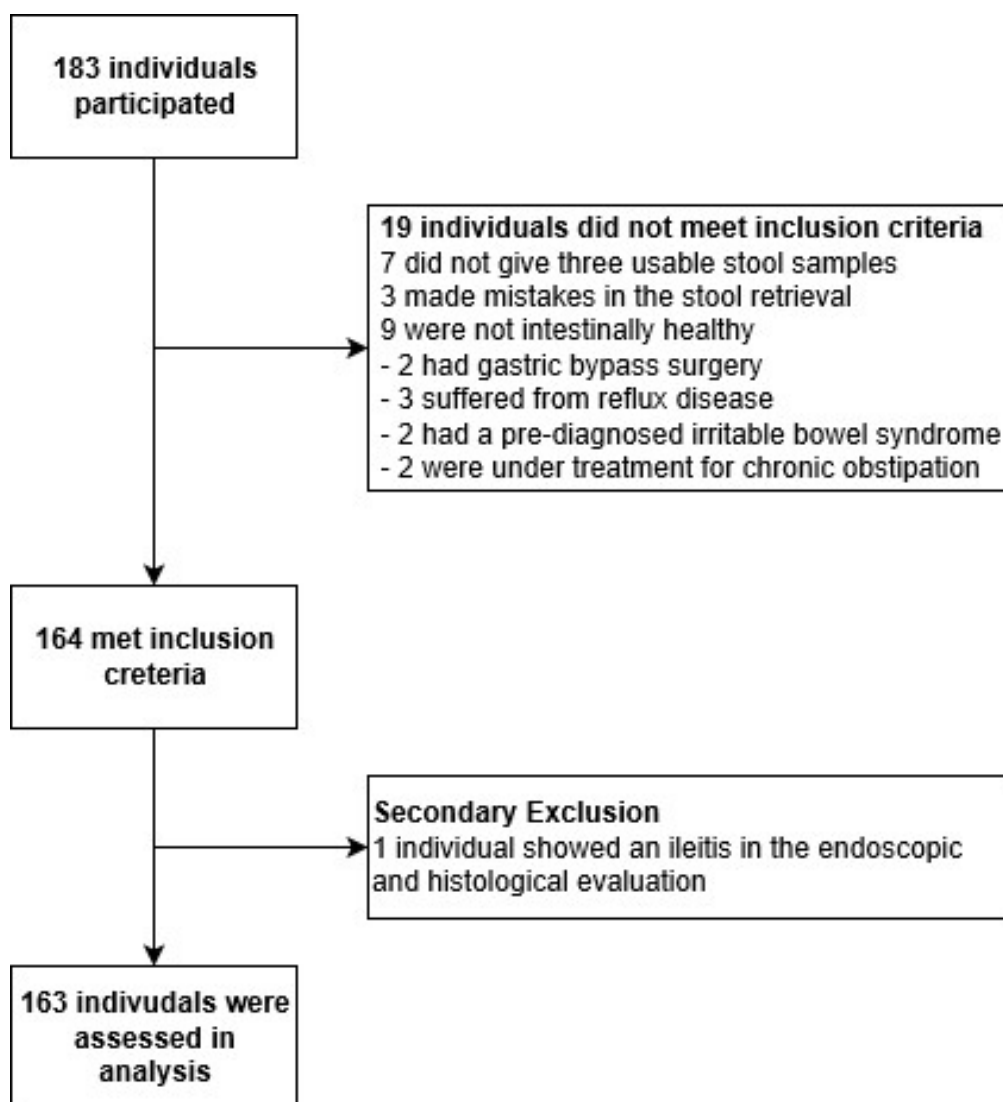 183 individuals
participated
19 individuals did not meet inclusion criteria
7 did not give three usable stool samples
3 made mistakes in the stool retrieval
9 were not intestinally healthy
- 2 had gastric bypass surgery
- 3 suffered from reflux disease
- 2 had a pre-diagnosed irritable bowel syndrome
- 2 were under treatment for chronic obstipation
164 met inclusion
creteria
Secondary Exclusion
1 individual showed an ileitis in the endoscopic
and histological evaluation
163 indivudals were
assessed in
analysis